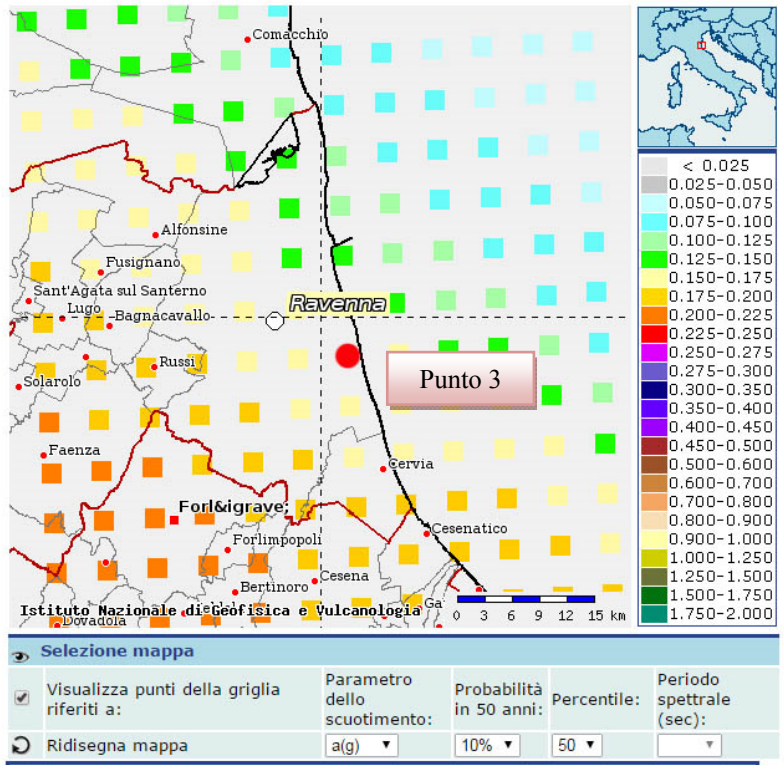 Comacchio
Alfonsine
Fusignano
Sant'Agata sul Santerno
Lugo
Bagnacavallo
Ravenna
Russi
Solarolo
Punto 3
Faenza
Cervia
Forl&igrave;
Forlimpopoli
Cesenatico
Cesena
Bertinoro
Istituto Nazionale di Geofisica e Vulcanologia
Dovadola
0 3 6 9 12 15 km
< 0.025
0.025-0.050
0.050-0.075
0.075-0.100
0.100-0.125
0.125-0.150
0.150-0.175
0.175-0.200
0.200-0.225
0.225-0.250
0.250-0.275
0.275-0.300
0.300-0.350
0.350-0.400
0.400-0.450
0.450-0.500
0.500-0.600
0.600-0.700
0.700-0.800
0.800-0.900
0.900-1.000
1.000-1.250
1.250-1.500
1.500-1.750
1.750-2.000
Selezione mappa
Visualizza punti della griglia
riferiti a:
Parametro
dello
scuotimento:
Probabilità
in 50 anni:
Percentile:
Periodo
spettrale
(sec):
Ridisegna mappa
a(g)
10%
50